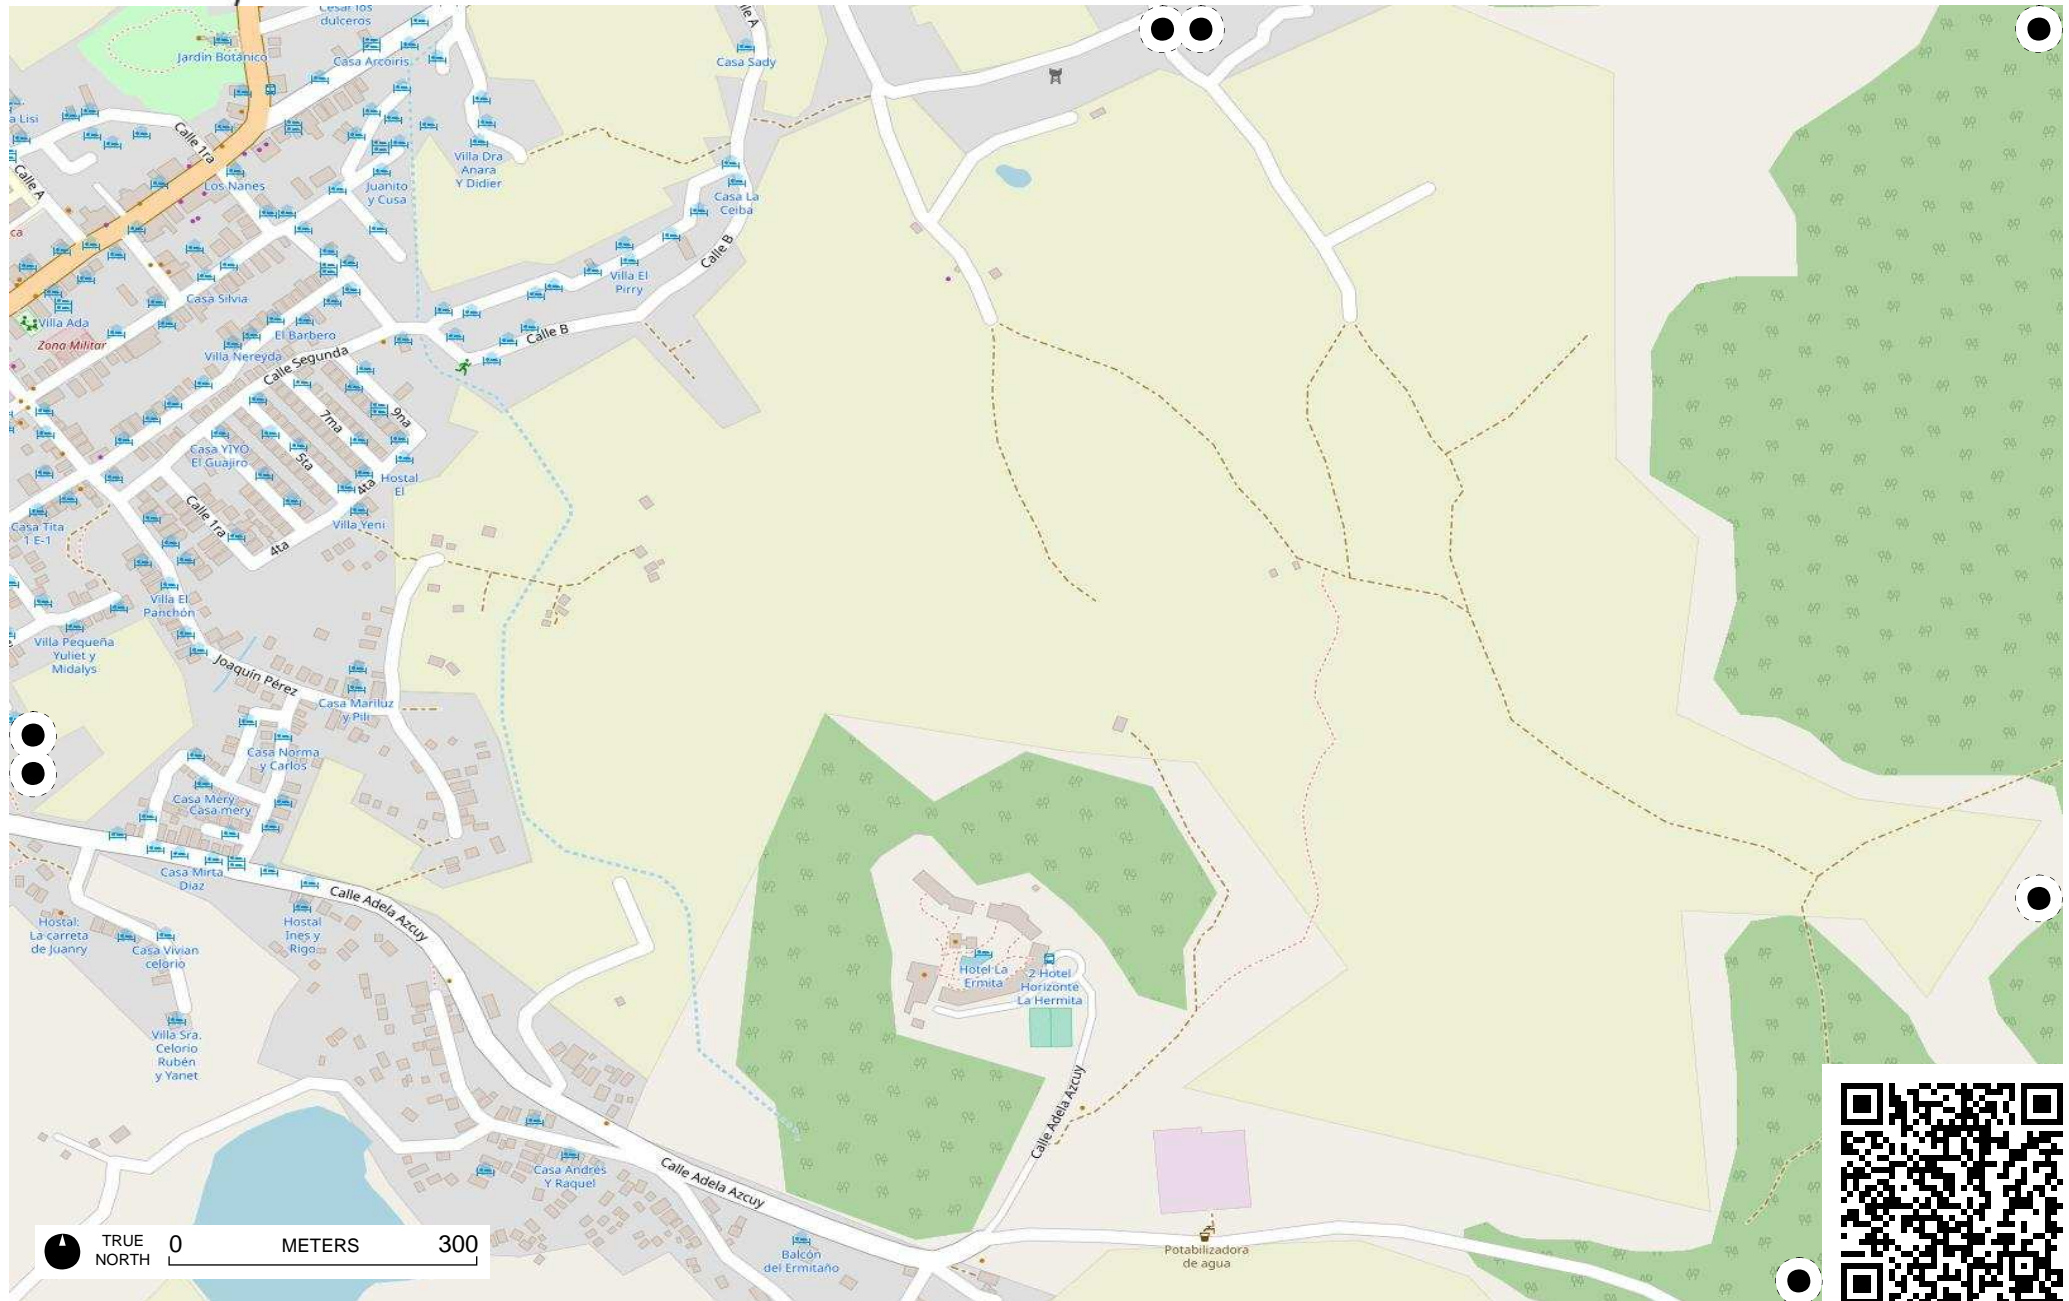 Cesar los
dulceros
Jardín Botánico
Casa Arcoiris
Casa Sady
a Lisi
Calle 1ra
Calle A
Villa Dra
Anara
Y Didier
Los Nanes
Juanito
y Cusa
Casa La
Ceiba
ca
Calle B
Villa El
Pirry
Casa Silvia
Villa Ada
Zona Militar
El Barbero
Calle B
Villa Nereyda
Calle Segunda
9na
7ma
Casa YIYO
El Guajiro
5ta
Hostal
El
4ta
Calle 1ra
Casa Tita
1 E-1
Villa Yeni
4ta
Villa El
Panchón
Villa Pequeña
Yuliet y
Midalys
Joaquín Pérez
Casa Mariluz
y Pili
Casa Norma
y Carlos
Casa Mery
Casa mery
Casa Mirta
Diaz
Calle Adela Azcuy
Hostal:
La carreta
de Juanry
Casa Vivian
celorio
Hostal
Ines y
Rigo
Hotel La
Ermita
2 Hotel
Horizonte
La Hermita
Villa Sra.
Celorio
Rubén
y Yanet
Calle Adela Azcuy
Casa Andrés
Y Raquel
Calle Adela Azcuy
Balcón
del Ermitaño
Potabilizadora
de agua
TRUE
NORTH
0 METERS 300